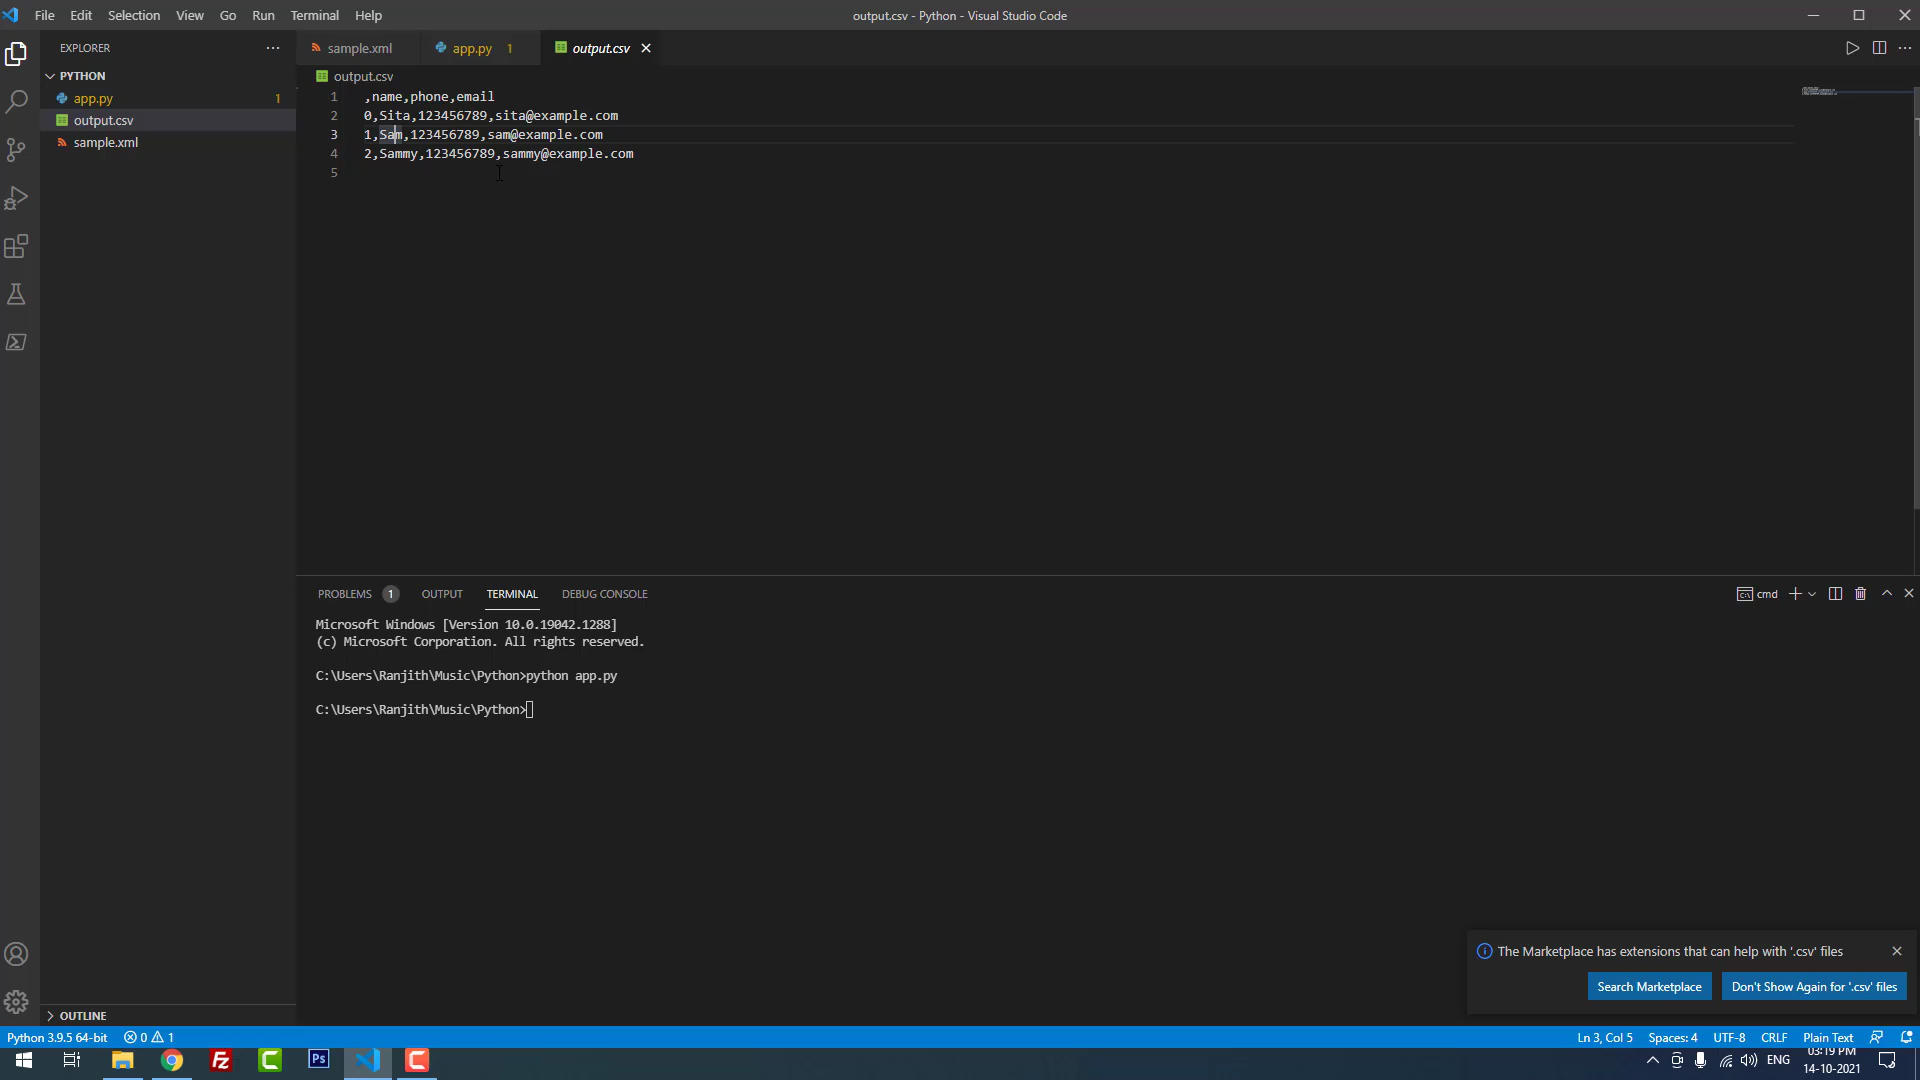 File Edit Selection View Go Run Terminal Help
output.csv - Python - Visual Studio Code
EXPLORER
PYTHON
app.py 1
output.csv
sample.xml
OUTLINE
sample.xml app.py 1 output.csv
output.csv
1 ,name,phone,email
2 0,Sita,123456789,sita@example.com
3 1,Sam,123456789,sam@example.com
4 2,Sammy,123456789,sammy@example.com
5
PROBLEMS 1 OUTPUT TERMINAL DEBUG CONSOLE
cmd
Microsoft Windows [Version 10.0.19042.1288]
(c) Microsoft Corporation. All rights reserved.
C:\Users\Ranjith\Music\Python>python app.py
C:\Users\Ranjith\Music\Python>
The Marketplace has extensions that can help with '.csv' files
Search Marketplace Don't Show Again for '.csv' files
Python 3.9.5 64-bit 0 1 Ln 3, Col 5 Spaces: 4 UTF-8 CRLF Plain Text
Fz C Ps C ENG
03:19 PM
14-10-2021